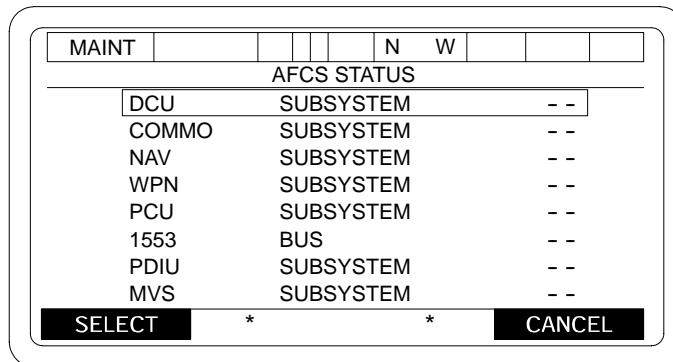 MAINT N W
AFCS STATUS
DCU SUBSYSTEM - -
COMMO SUBSYSTEM - -
NAV SUBSYSTEM - -
WPN SUBSYSTEM - -
PCU SUBSYSTEM - -
1553 BUS - -
PDIU SUBSYSTEM - -
MVS SUBSYSTEM - -
SELECT * * CANCEL